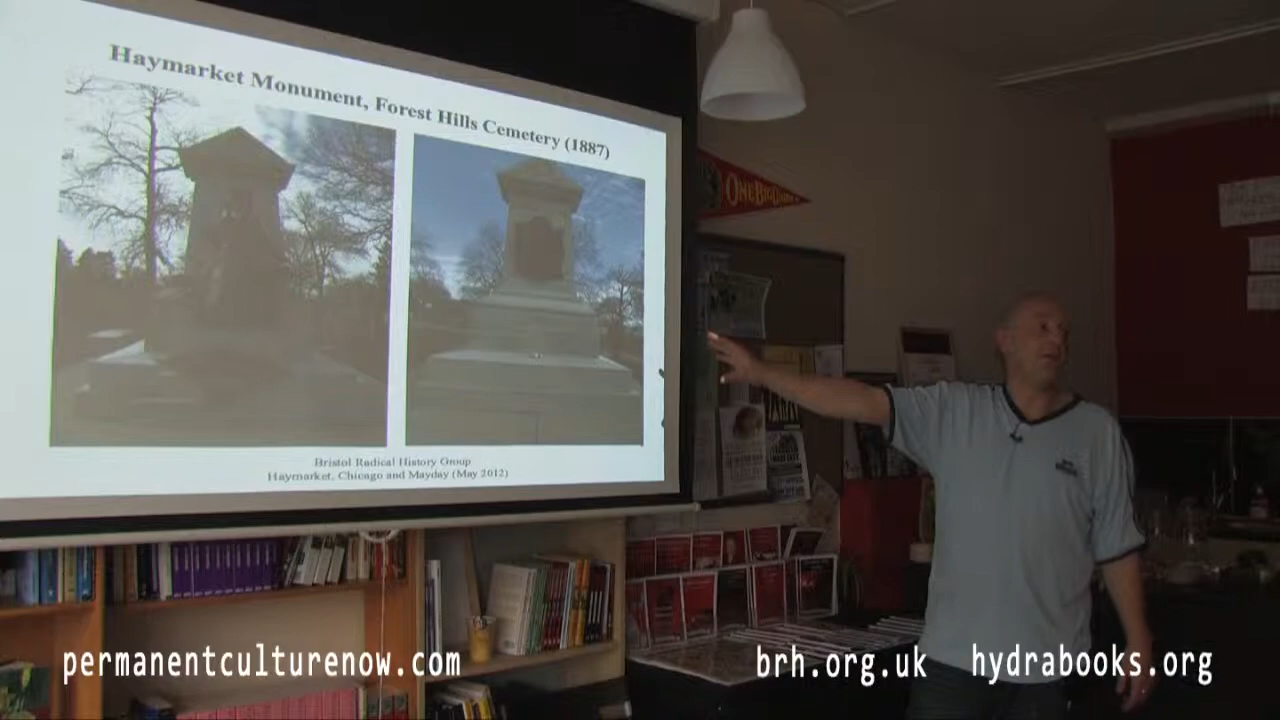 Haymarket Monument, Forest Hills Cemetery (1887)
Bristol Radical History Group
Haymarket, Chicago and Mayday (May 2012)
ONE BIG UNION
permanentculturenow.com
brh.org.uk
hydrabooks.org